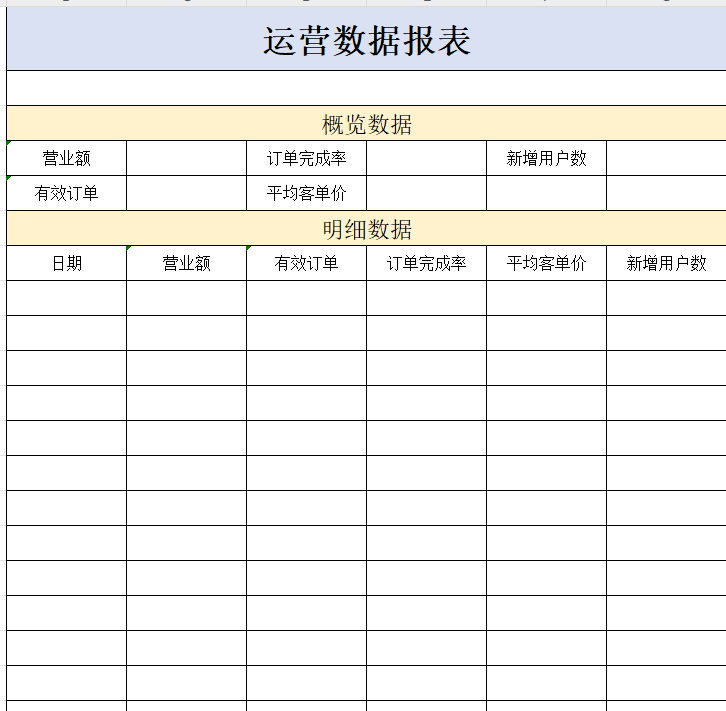 运营数据报表
概览数据
营业额 订单完成率 新增用户数
有效订单 平均客单价
明细数据
日期 营业额 有效订单 订单完成率 平均客单价 新增用户数